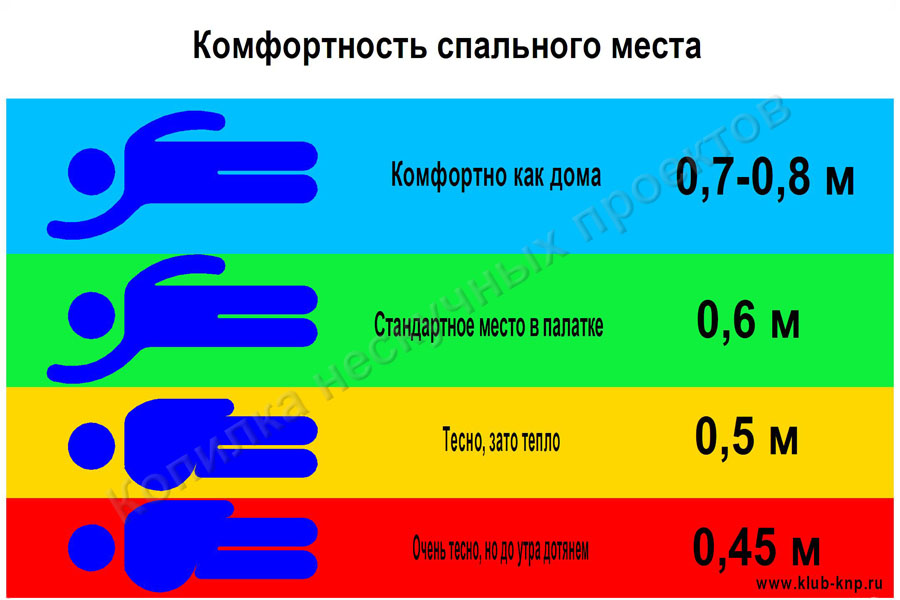 Комфортность спального места
Комфортно как дома
0,7-0,8 м
Стандартное место в палатке
0,6 м
Тесно, зато тепло
0,5 м
Очень тесно, но до утра дотянем
0,45 м
www.klub-knp.ru
копилка нескучных проектов